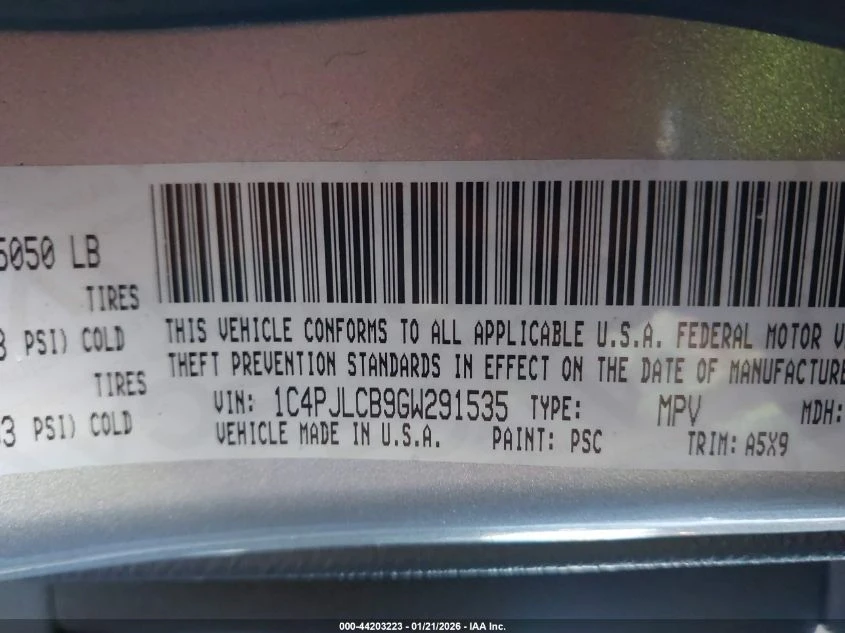 5050 LB
TIRES
PSI) COLD
TIRES
PSI) COLD
THIS VEHICLE CONFORMS TO ALL APPLICABLE U.S.A. FEDERAL MOTOR V
THEFT PREVENTION STANDARDS IN EFFECT ON THE DATE OF MANUFACTURE
VIN: 1C4PJLCB9GW291535 TYPE: MPV MDH:
VEHICLE MADE IN U.S.A. PAINT: PSC TRIM: A5X9
000-44203223 - 01/21/2026 - IAA Inc.